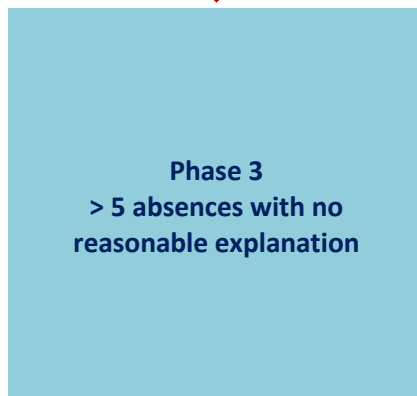 Phase 3
> 5 absences with no
reasonable explanation